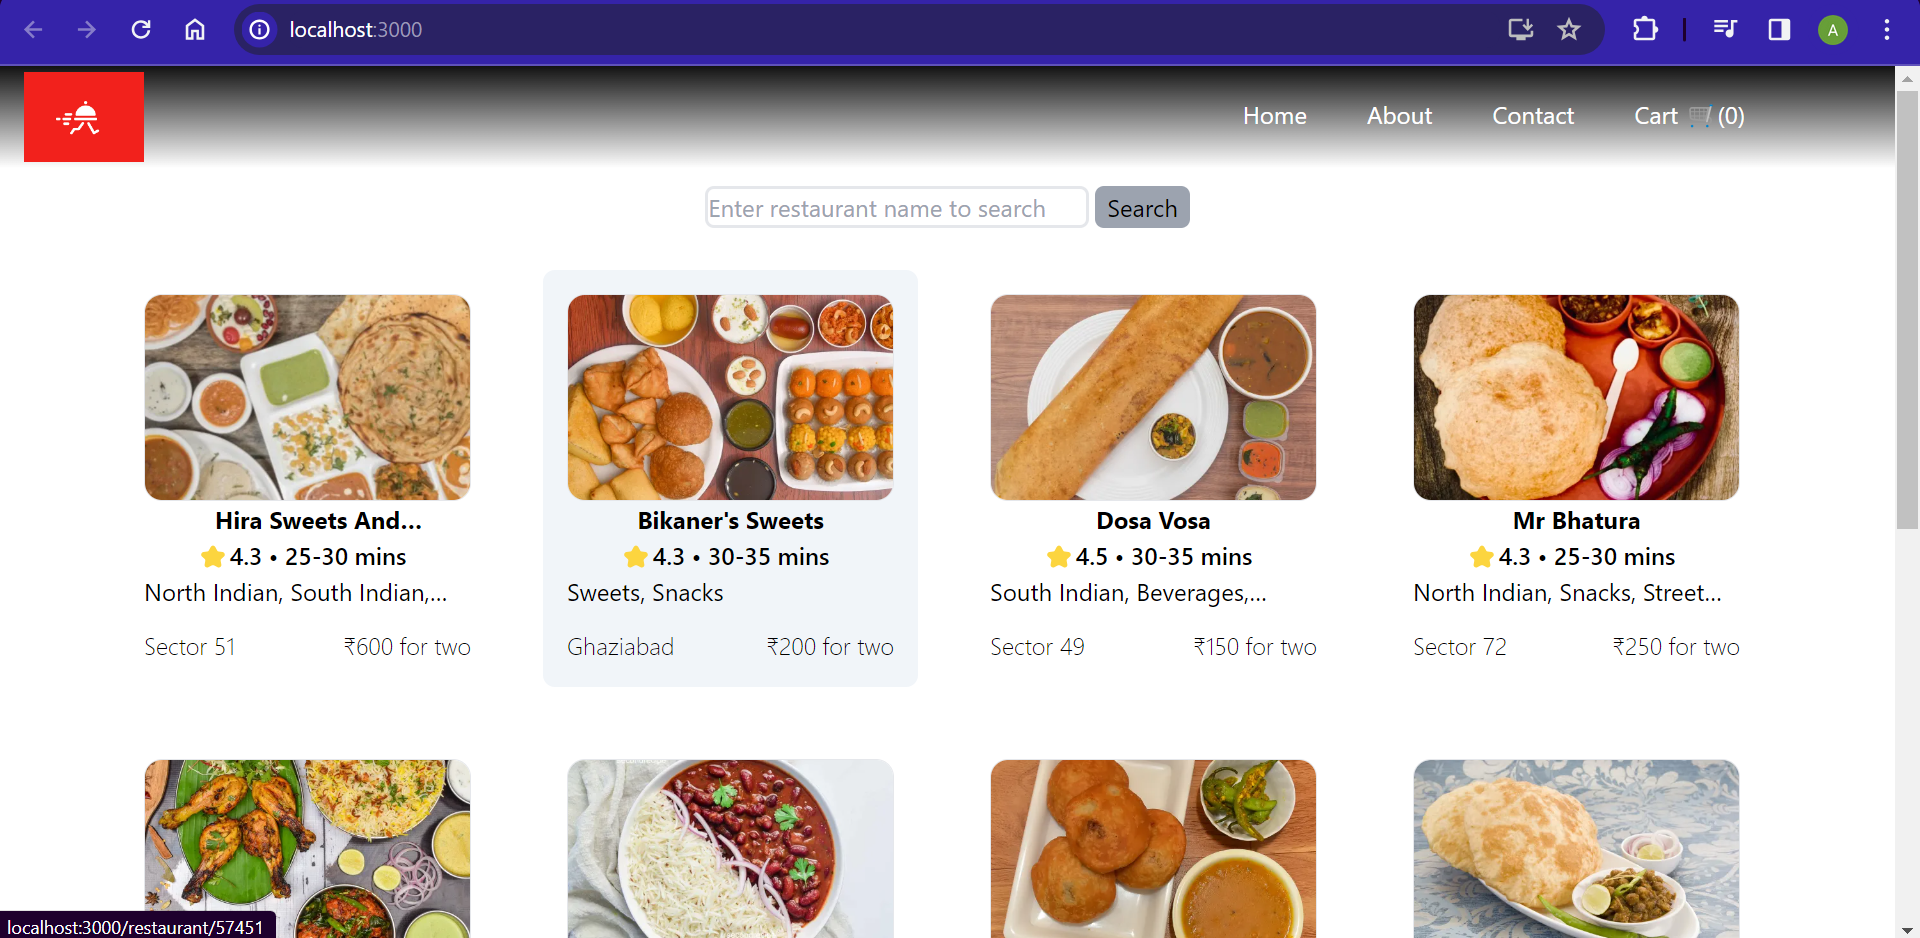 localhost:3000
A
Home About Contact Cart (0)
Enter restaurant name to search Search
Hira Sweets And...
4.3 • 25-30 mins
North Indian, South Indian,...
Sector 51 ₹600 for two
Bikaner's Sweets
4.3 • 30-35 mins
Sweets, Snacks
Ghaziabad ₹200 for two
Dosa Vosa
4.5 • 30-35 mins
South Indian, Beverages,...
Sector 49 ₹150 for two
Mr Bhatura
4.3 • 25-30 mins
North Indian, Snacks, Street...
Sector 72 ₹250 for two
localhost:3000/restaurant/57451